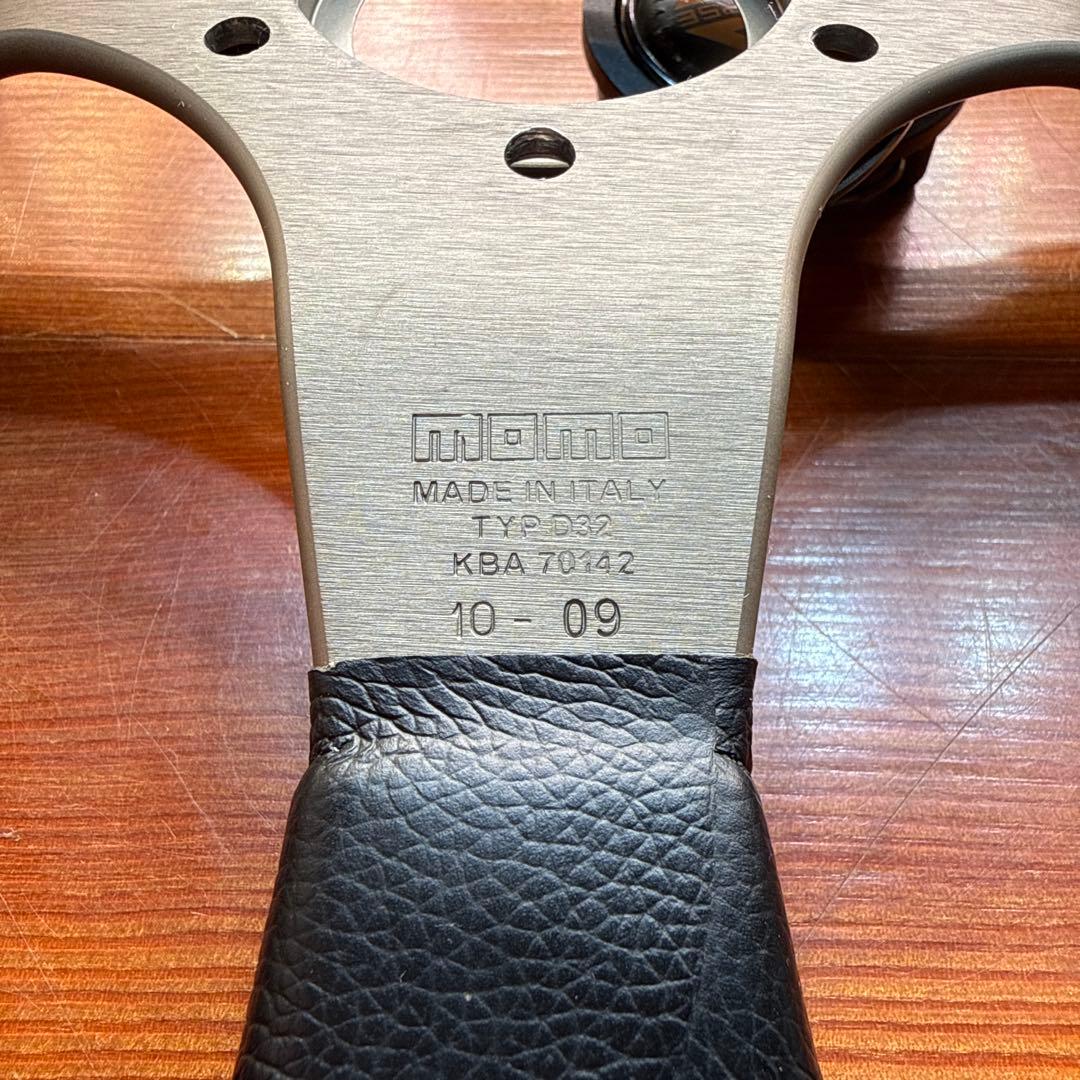 momo
MADE IN ITALY
TYP D32
KBA 70142
10 - 09